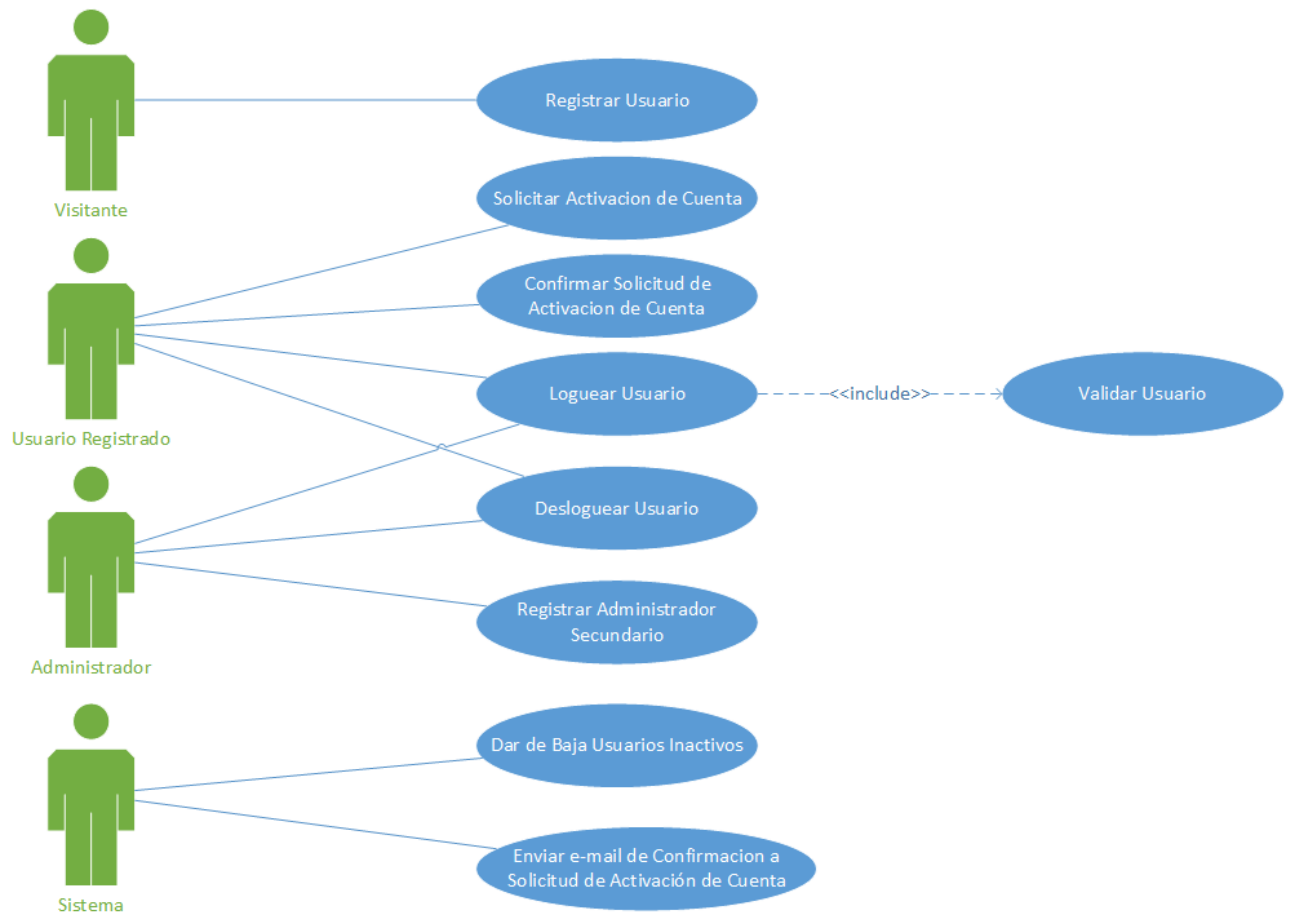 Registrar Usuario
Visitante
Solicitar Activacion de Cuenta
Confirmar Solicitud de
Activacion de Cuenta
Usuario Registrado
Loguear Usuario
<<include>>
Validar Usuario
Desloguear Usuario
Registrar Administrador
Secundario
Administrador
Dar de Baja Usuarios Inactivos
Enviar e-mail de Confirmacion a
Solicitud de Activación de Cuenta
Sistema